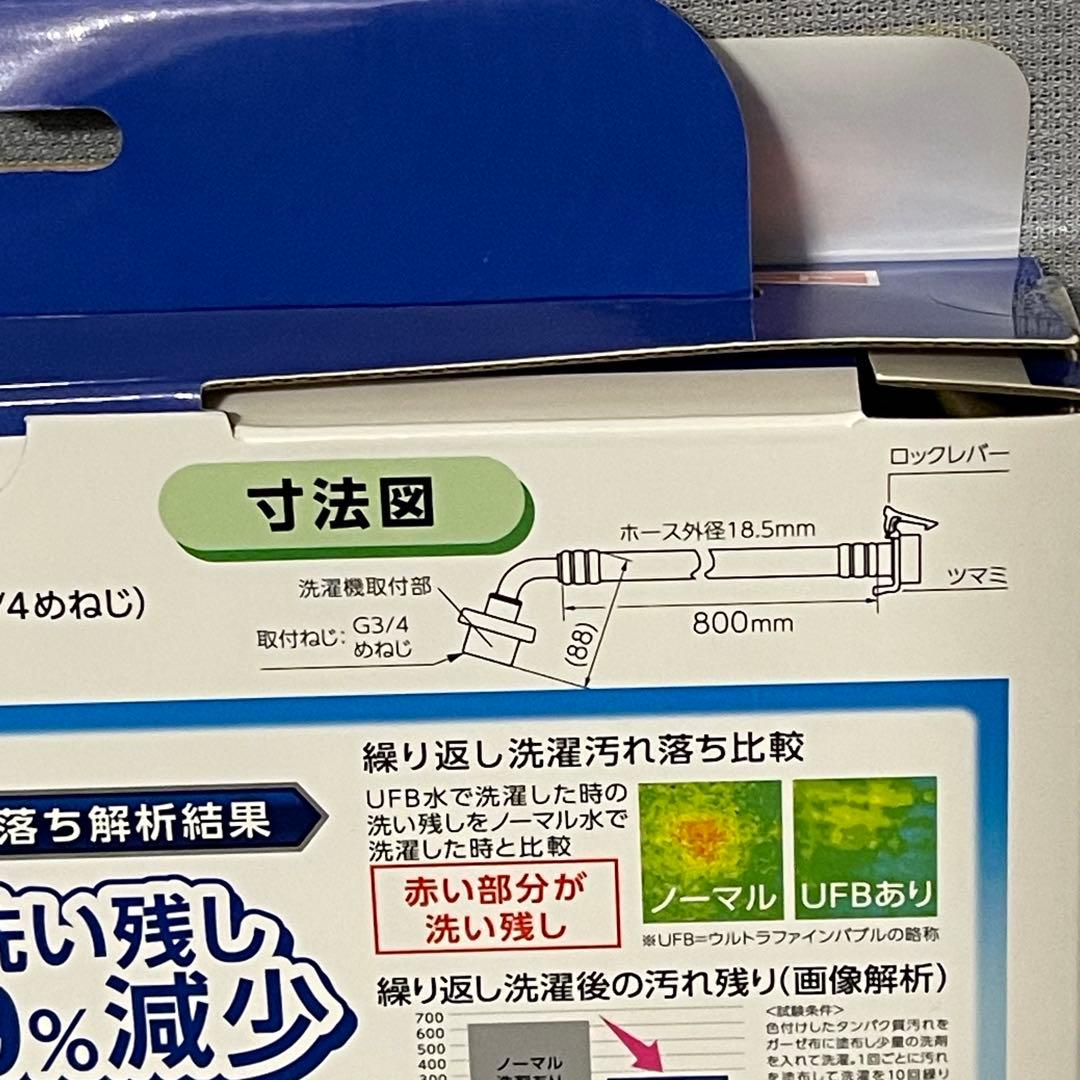 寸法図
ロックレバー
ホース外径18.5mm
ツマミ
洗濯機取付部
/4めねじ)
取付ねじ: G3/4
めねじ
800mm
(88)
繰り返し洗濯汚れ落ち比較
UFB水で洗濯した時の
洗い残しをノーマル水で
洗濯した時と比較
赤い部分が
洗い残し
ノーマル
UFBあり
※UFB=ウルトラファインバブルの略称
落ち解析結果
洗い残し
%減少
繰り返し洗濯後の汚れ残り(画像解析)
700
600
500
400
300
ノーマル
<試験条件>
色付けしたタンパク質汚れを
ガーゼ布に塗布し少量の洗剤
を入れて洗濯。1回ごとに汚れ
を塗布して洗濯を10回繰り